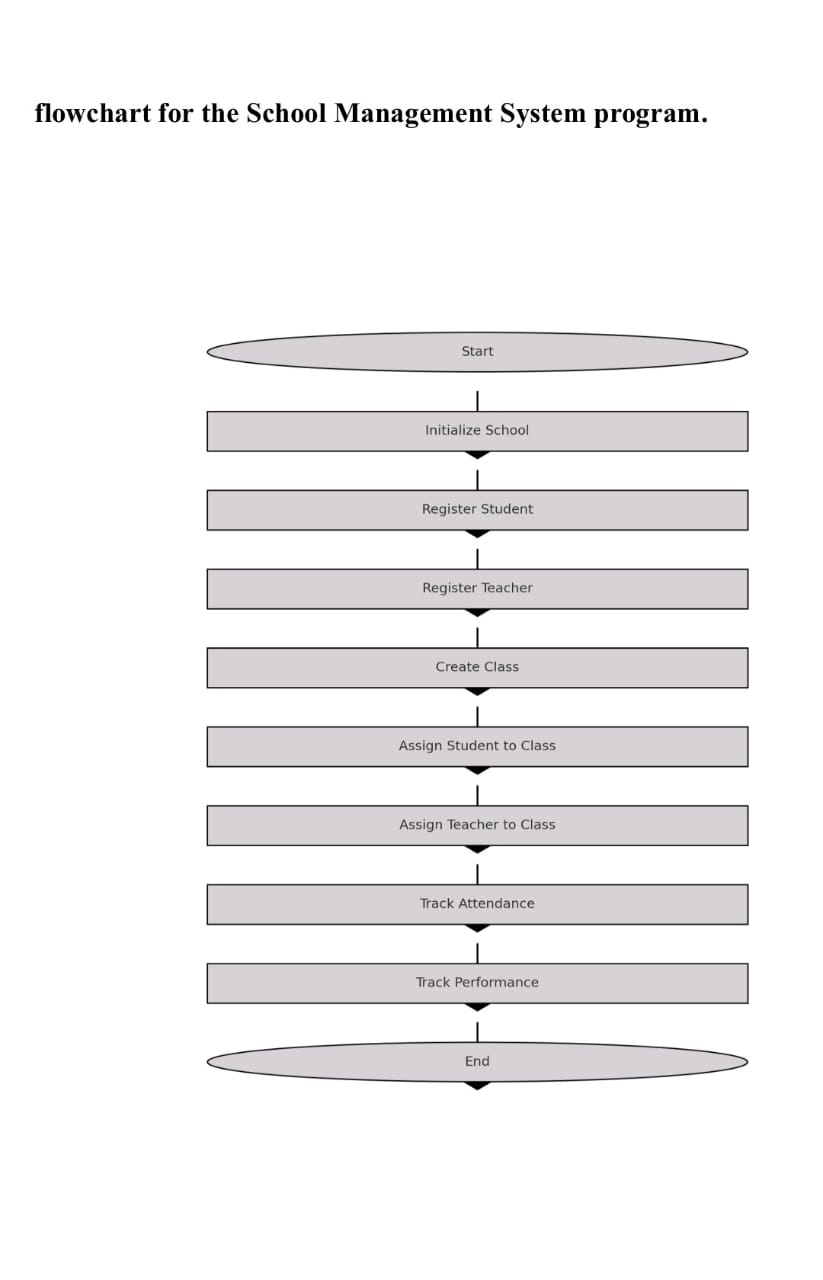 flowchart for the School Management System program.
Start
Initialize School
Register Student
Register Teacher
Create Class
Assign Student to Class
Assign Teacher to Class
Track Attendance
Track Performance
End